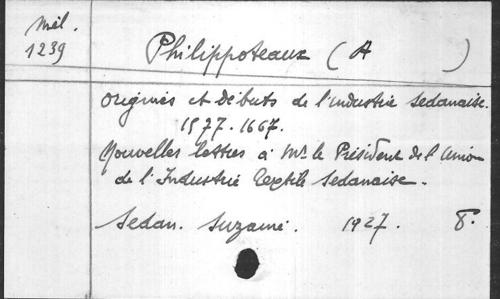 Mél.
1239
Philippoteaux (A )
Origines et Débuts de l'industrie Sedanaise.
1577-1667.
Nouvelles lettres à Mr le Président de l'Union
de l'Industrie Textile Sedanaise.
Sedan. Suzaine. 1927. 8.